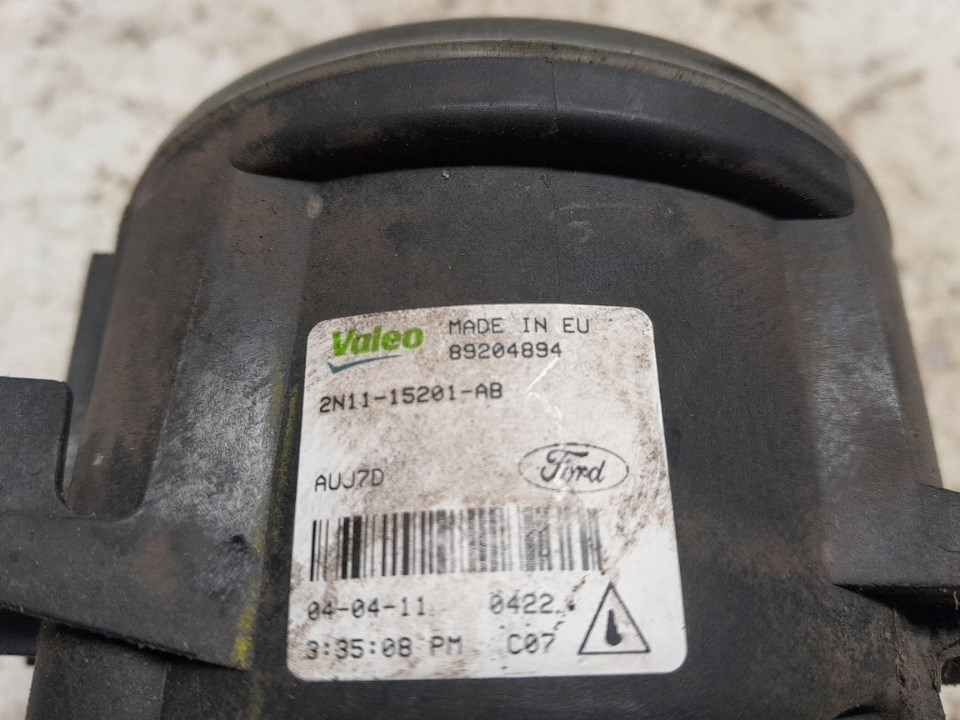 Valeo MADE IN EU
89204894
2N11-15201-AB
AUJ7D
Ford
04-04-11 0422
3:35:08 PM C07